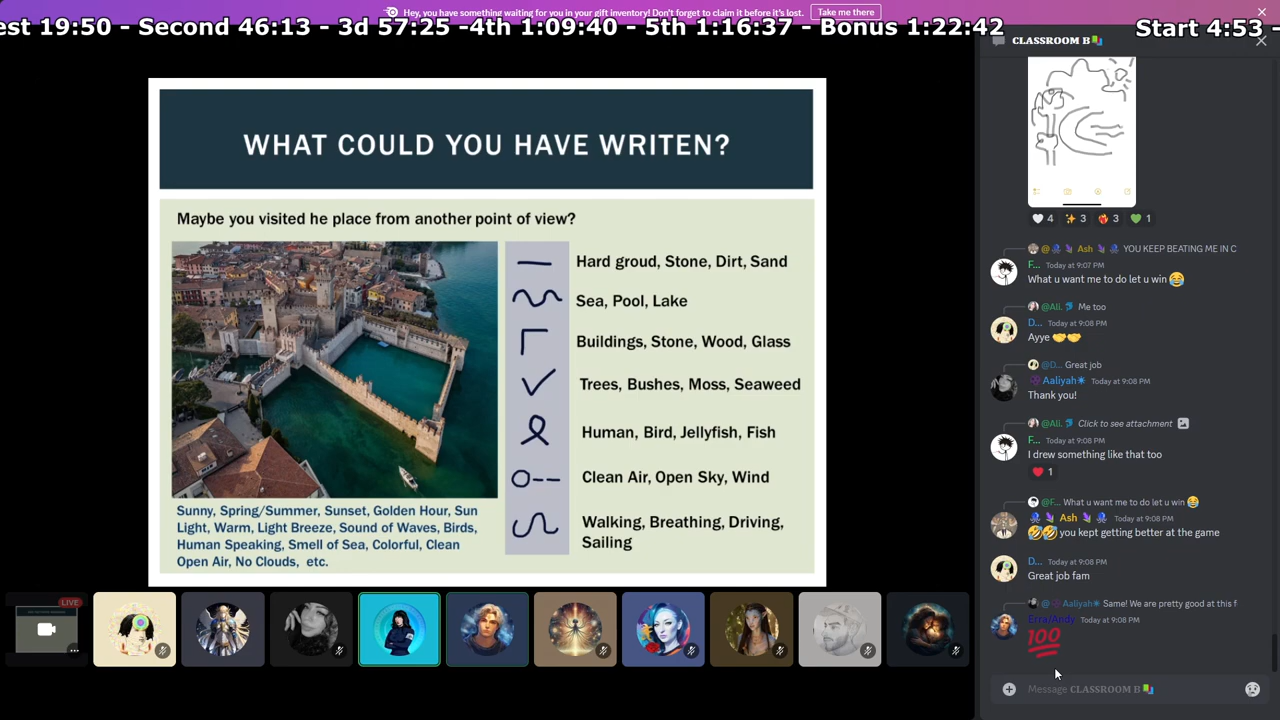 Hey, you have something waiting for you in your gift inventory! Don't forget to claim it before it's lost.
Take me there
est 19:50 - Second 46:13 - 3d 57:25 -4th 1:09:40 - 5th 1:16:37 - Bonus 1:22:42
Start 4:53 -
WHAT COULD YOU HAVE WRITEN?
Maybe you visited he place from another point of view?
Hard groud, Stone, Dirt, Sand
Sea, Pool, Lake
Buildings, Stone, Wood, Glass
Trees, Bushes, Moss, Seaweed
Human, Bird, Jellyfish, Fish
Clean Air, Open Sky, Wind
Walking, Breathing, Driving,
Sailing
Sunny, Spring/Summer, Sunset, Golden Hour, Sun
Light, Warm, Light Breeze, Sound of Waves, Birds,
Human Speaking, Smell of Sea, Colorful, Clean
Open Air, No Clouds, etc.
LIVE
CLASSROOM B
4 3 3 1
@ Ash YOU KEEP BEATING ME IN C
F... Today at 9:07 PM
What u want me to do let u win 😂
@Ali. Me too
D... Today at 9:08 PM
Ayye
@D... Great job
Aaliyah Today at 9:08 PM
Thank you!
@Ali. Click to see attachment
F... Today at 9:08 PM
I drew something like that too
1
@F... What u want me to do let u win 😂
Ash Today at 9:08 PM
🤣🤣 you kept getting better at the game
D... Today at 9:08 PM
Great job fam
@ Aaliyah Same! We are pretty good at this f
Erra/Andy Today at 9:08 PM
100
Message CLASSROOM B